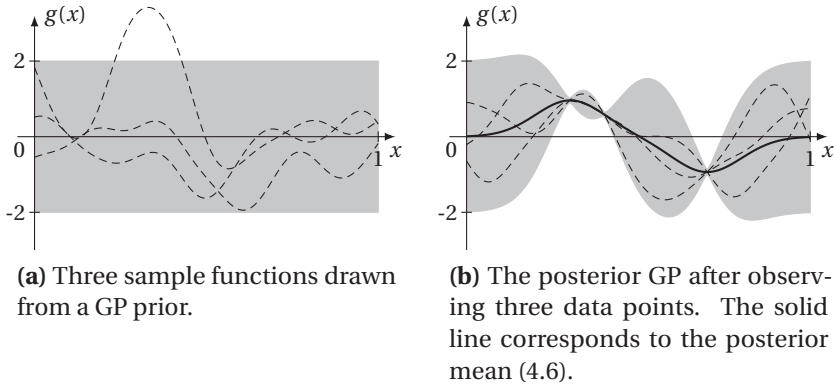 g(x)
2
0
1 x
-2
(a) Three sample functions drawn
from a GP prior.
g(x)
2
0
1 x
-2
(b) The posterior GP after observ-
ing three data points. The solid
line corresponds to the posterior
mean (4.6).